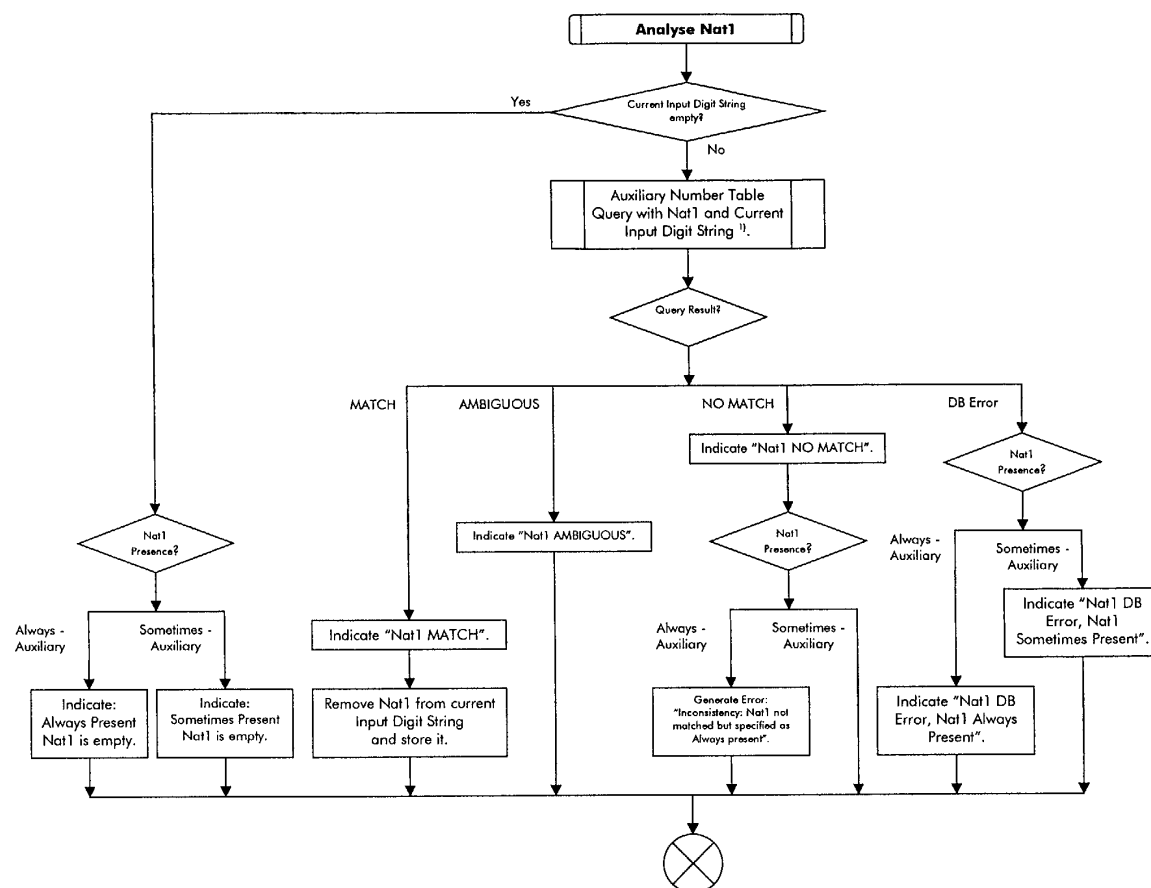 Analyse Nat1
Current Input Digit String
empty?
Yes
No
Auxiliary Number Table
Query with Nat1 and Current
Input Digit String 1).
Query Result?
MATCH
AMBIGUOUS
NO MATCH
DB Error
Indicate “Nat1 NO MATCH”.
Nat1
Presence?
Nat1
Presence?
Indicate “Nat1 AMBIGUOUS”.
Nat1
Presence?
Always -
Auxiliary
Sometimes -
Auxiliary
Indicate “Nat1 DB
Error, Nat1
Sometimes Present”.
Always -
Auxiliary
Sometimes -
Auxiliary
Indicate “Nat1 MATCH”.
Always -
Auxiliary
Sometimes -
Auxiliary
Indicate:
Always Present
Nat1 is empty.
Indicate:
Sometimes Present
Nat1 is empty.
Remove Nat1 from current
Input Digit String
and store it.
Generate Error:
“Inconsistency: Nat1 not
matched but specified as
Always present”.
Indicate “Nat1 DB
Error, Nat1 Always
Present”.